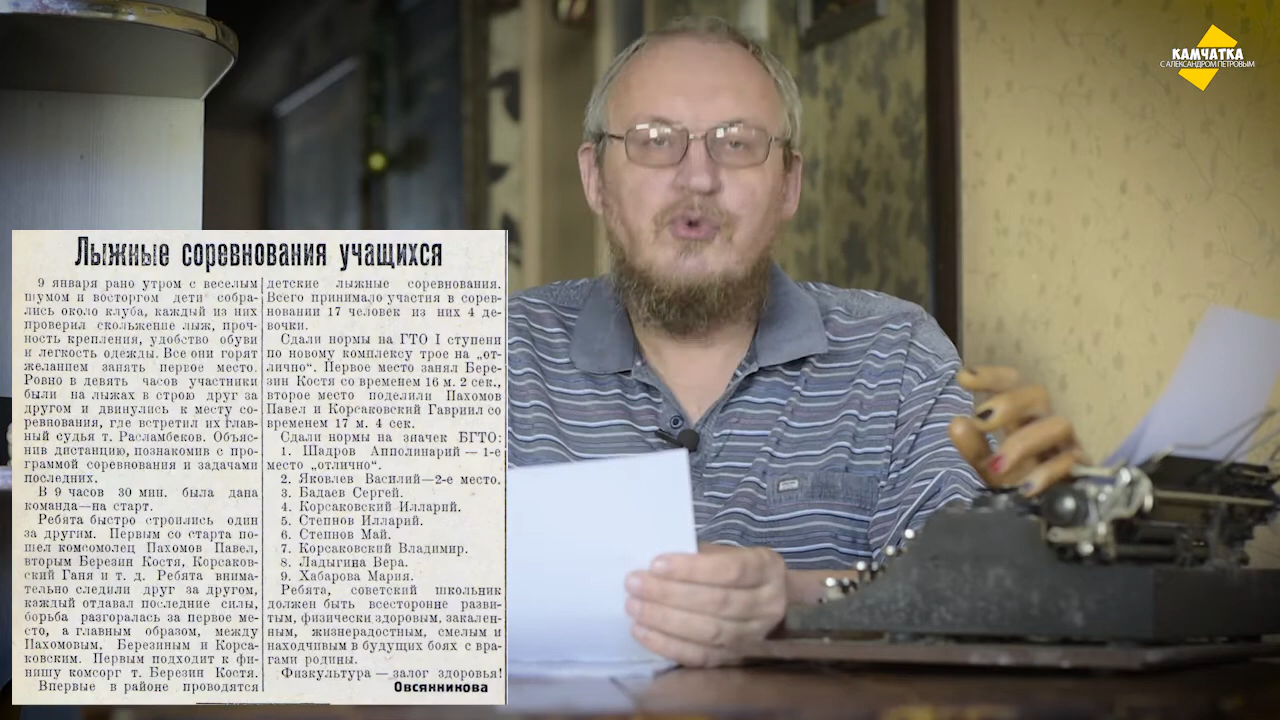 КАМЧАТКА
С АЛЕКСАНДРОМ ПЕТРОВЫМ
Лыжные соревнования учащихся
9 января рано утром с веселым
шумом и восторгом дети собра-
лись около клуба, каждый из них
проверил скольжение лыж, проч-
ность крепления, удобство обуви
и легкость одежды. Все они горят
желанием занять первое место.
Ровно в девять часов участники
были на лыжах в строю друг за
другом и двинулись к месту со-
ревнования, где встретил их глав-
ный судья т. Расламбеков. Объяс-
нив дистанцию, познакомив с про-
граммой соревнования и задачами
последних.
В 9 часов 30 мин. была дана
команда—на старт.
Ребята быстро строились один
за другим. Первым со старта по-
шел комсомолец Пахомов Павел,
вторым Березин Костя, Корсаков-
ский Ганя и т. д. Ребята внима-
тельно следили друг за другом,
каждый отдавал последние силы,
борьба разгоралась за первое ме-
сто, а главным образом, между
Пахомовым, Березиным и Корса-
ковским. Первым подходит к фи-
нишу комсорг т. Березин Костя.
Впервые в районе проводятся
детские лыжные соревнования.
Всего принимало участия в сорев-
новании 17 человек из них 4 де-
вочки.
Сдали нормы на ГТО I ступени
по новому комплексу трое на „от-
лично“. Первое место занял Бере-
зин Костя со временем 16 м. 2 сек.,
второе место поделили Пахомов
Павел и Корсаковский Гавриил со
временем 17 м. 4 сек.
Сдали нормы на значек БГТО:
1. Шадров Апполинарий — 1-е
место „отлично“.
2. Яковлев Василий—2-е место.
3. Бадаев Сергей.
4. Корсаковский Илларий.
5. Степнов Илларий.
6. Степнов Май.
7. Корсаковский Владимир.
8. Ладыгина Вера.
9. Хабарова Мария.
Ребята, советский школьник
должен быть всесторонне разви-
тым, физически здоровым, закален-
ным, жизнерадостным, смелым и
находчивым в будущих боях с вра-
гами родины.
Физкультура — залог здоровья!
Овсянникова